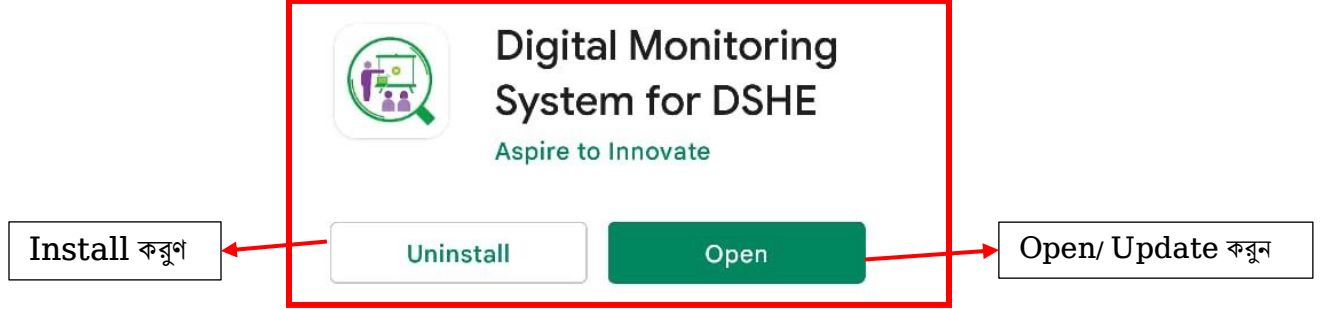 Digital Monitoring
System for DSHE
Aspire to Innovate
Install করুণ
Uninstall
Open
Open/ Update করুন